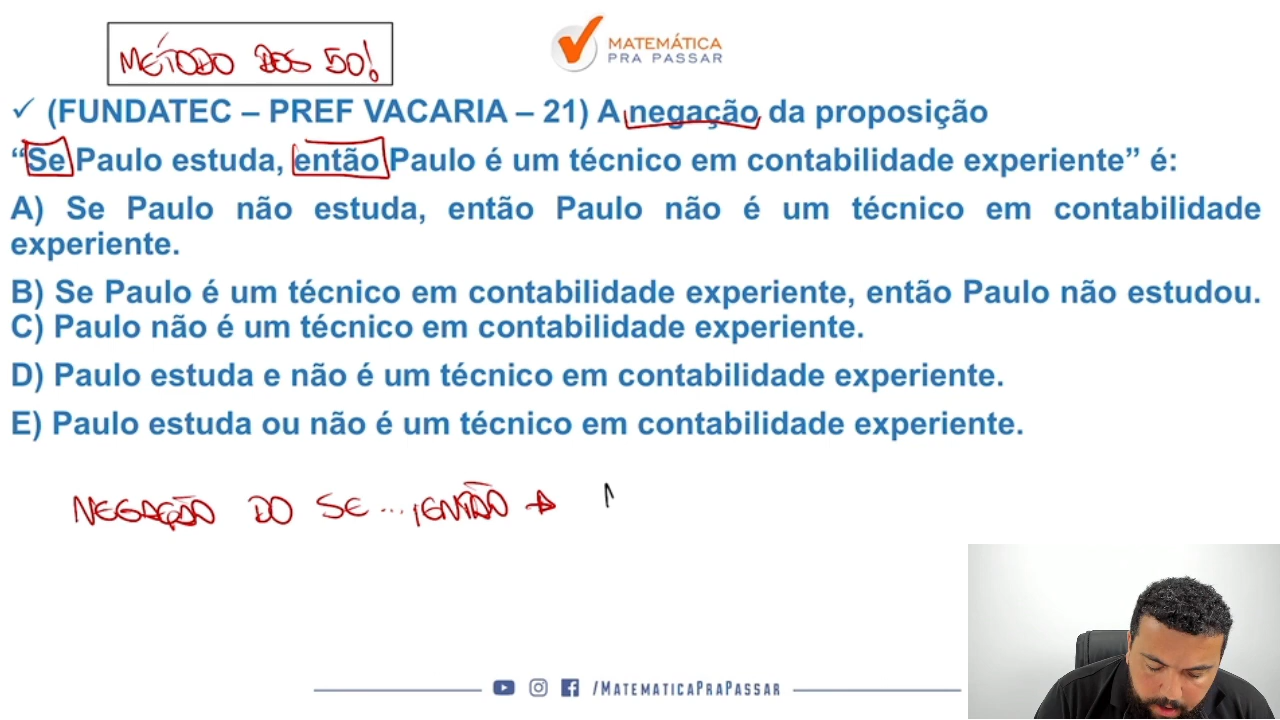 MÉTODO DOS 50!
MATEMÁTICA
PRA PASSAR
✓ (FUNDATEC – PREF VACARIA – 21) A negação da proposição
“Se Paulo estuda, então Paulo é um técnico em contabilidade experiente” é:
A) Se Paulo não estuda, então Paulo não é um técnico em contabilidade
experiente.
B) Se Paulo é um técnico em contabilidade experiente, então Paulo não estudou.
C) Paulo não é um técnico em contabilidade experiente.
D) Paulo estuda e não é um técnico em contabilidade experiente.
E) Paulo estuda ou não é um técnico em contabilidade experiente.
NEGAÇÃO DO SE...,ENTÃO →
/MATEMATICAPRAPASSAR